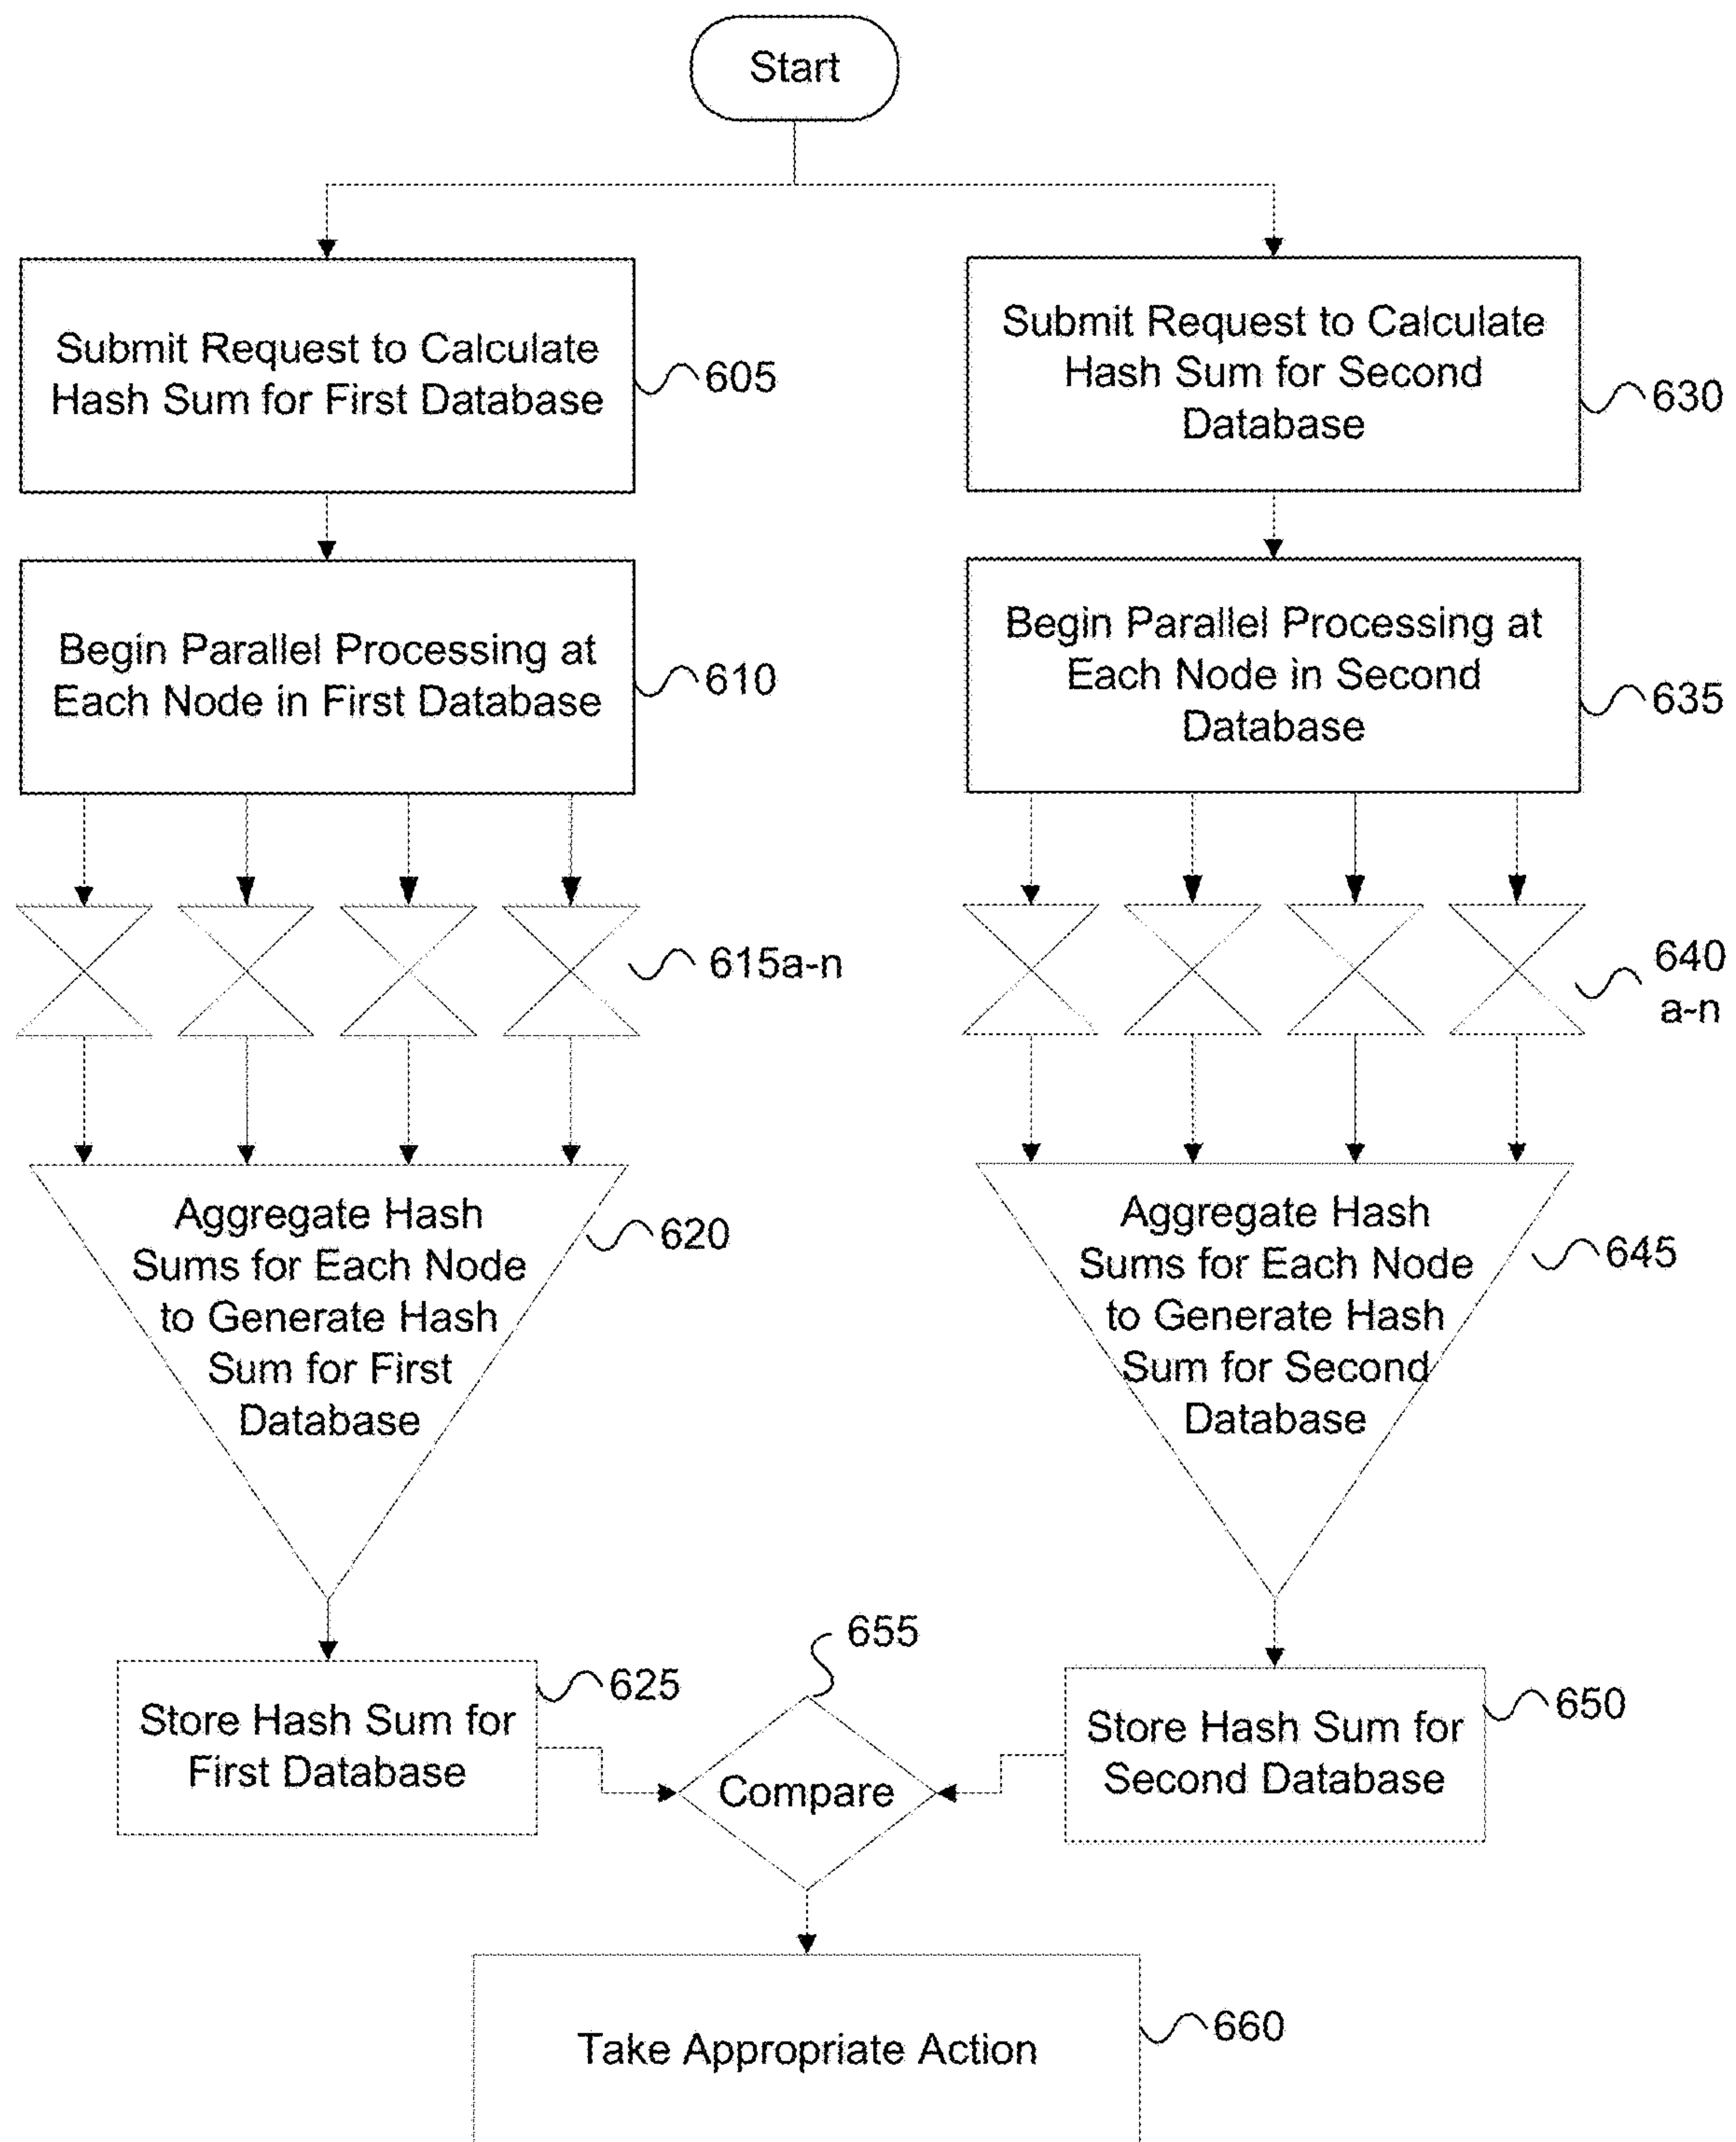 Start
Submit Request to Calculate
Hash Sum for First Database
605
Submit Request to Calculate
Hash Sum for Second
Database
630
Begin Parallel Processing at
Each Node in First Database
610
Begin Parallel Processing at
Each Node in Second
Database
635
615a-n
640
a-n
Aggregate Hash
Sums for Each Node
to Generate Hash
Sum for First
Database
620
Aggregate Hash
Sums for Each Node
to Generate Hash
Sum for Second
Database
645
Store Hash Sum for
First Database
625
655
Compare
Store Hash Sum for
Second Database
650
Take Appropriate Action
660